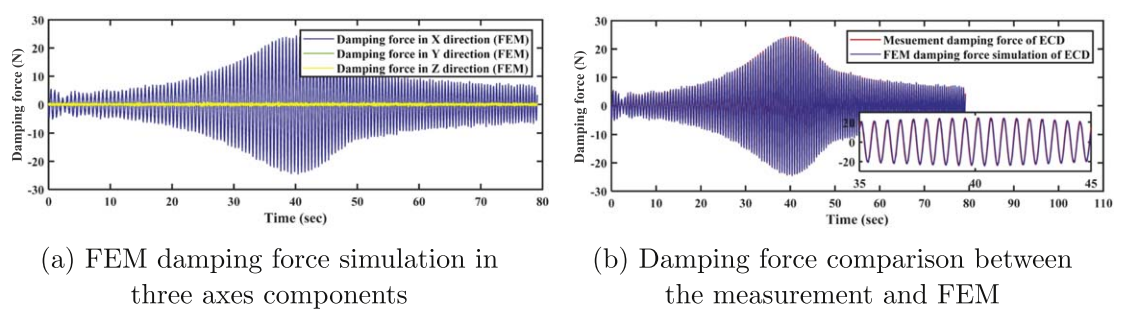 30
20
10
0
-10
-20
-30
Damping force (N)
Damping force in X direction (FEM)
Damping force in Y direction (FEM)
Damping force in Z direction (FEM)
0 10 20 30 40 50 60 70 80
Time (sec)
30
20
10
0
-10
-20
-30
Damping force (N)
Mesuement damping force of ECD
FEM damping force simulation of ECD
20
0
-20
35 40 45
0 10 20 30 40 50 60 70 80 90 100 110
Time (sec)
(a) FEM damping force simulation in
three axes components
(b) Damping force comparison between
the measurement and FEM